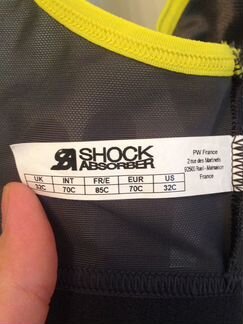 SHOCK
ABSORBER
UK INT FR/E EUR US
32C 70C 85C 70C 32C
PW France
2 rue des Martinets
92500 Rueil - Malmaison
France